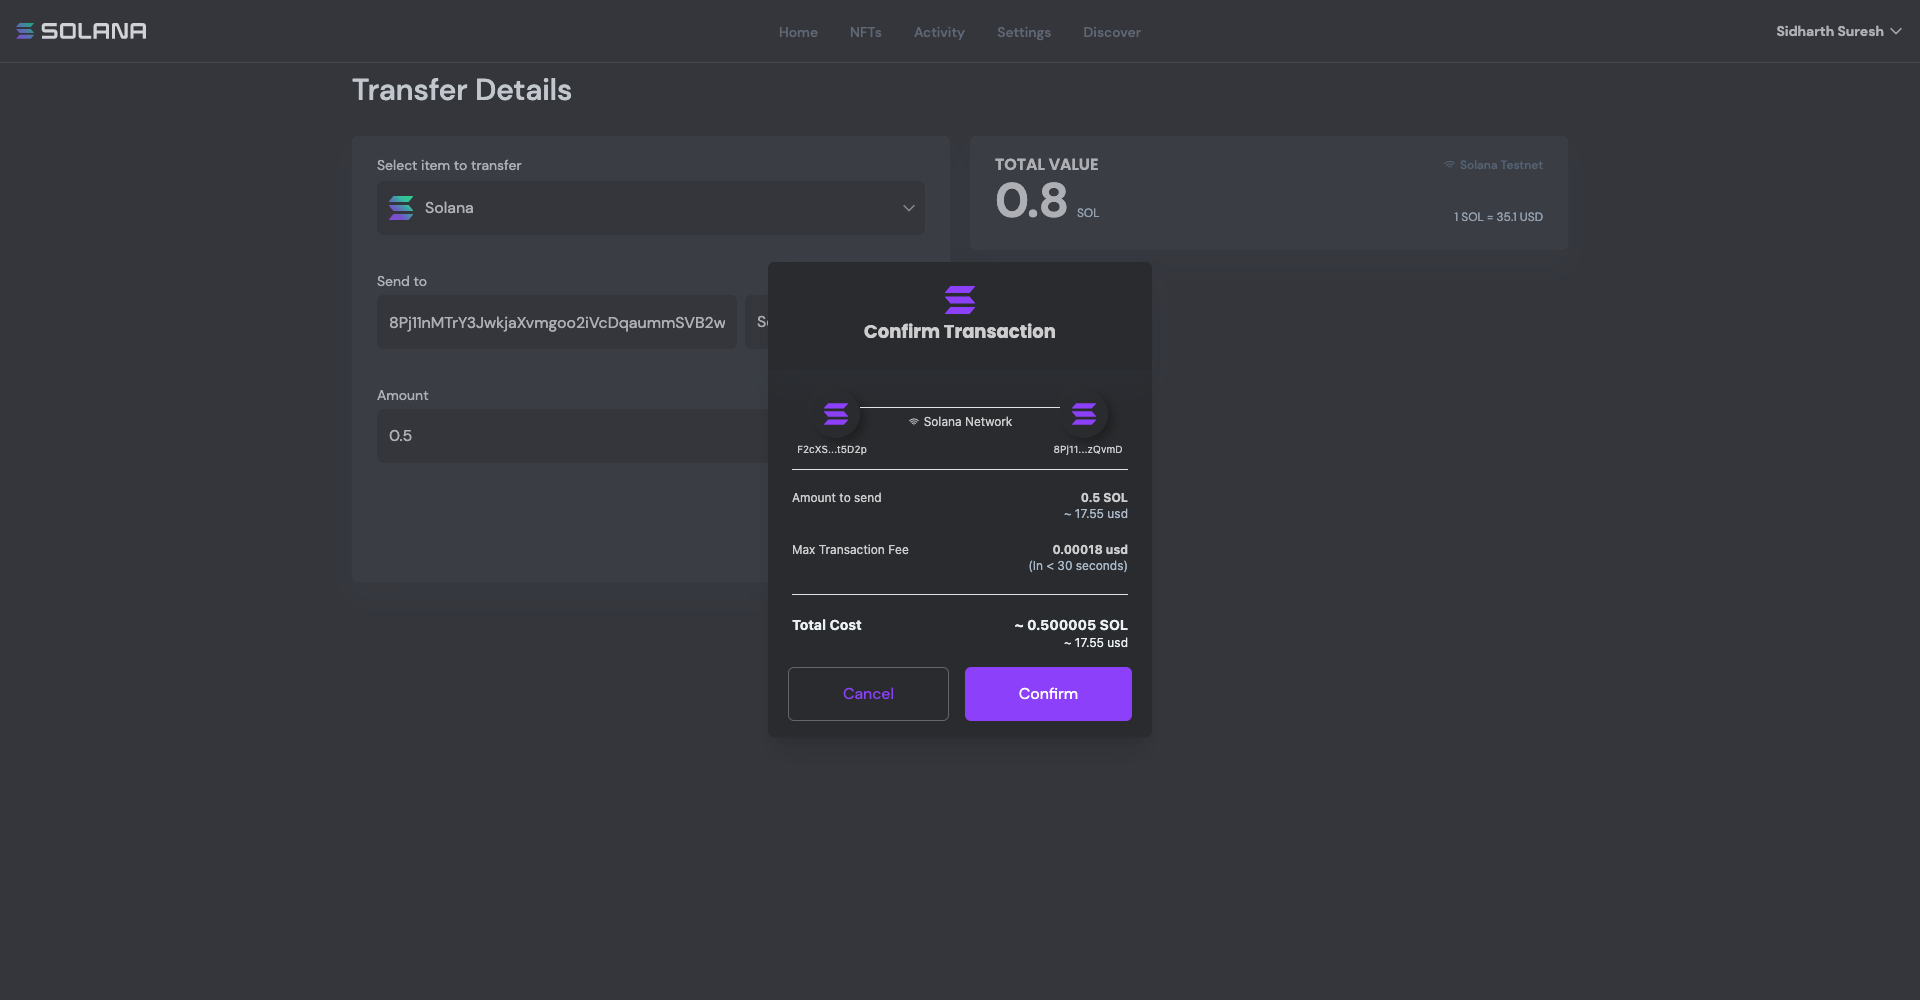 SOLANA
Home
NFTs
Activity
Settings
Discover
Sidharth Suresh
Transfer Details
Select item to transfer
Solana
Send to
8Pj11nMTrY3JwkjaXvmgoo2iVcDqaummSVB2w
Amount
0.5
TOTAL VALUE
Solana Testnet
0.8 SOL
1 SOL = 35.1 USD
Confirm Transaction
Solana Network
F2cXS...t5D2p
8Pj11...zQvmD
Amount to send
0.5 SOL
~ 17.55 usd
Max Transaction Fee
0.00018 usd
(In < 30 seconds)
Total Cost
~ 0.500005 SOL
~ 17.55 usd
Cancel
Confirm